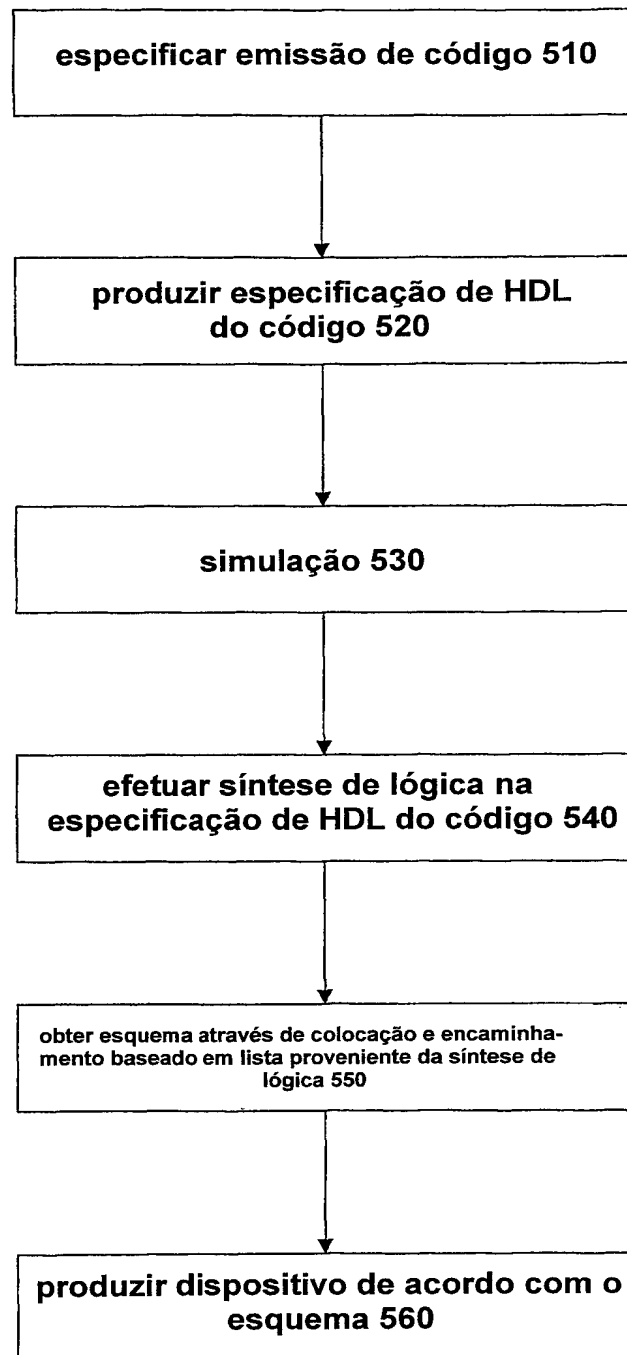 especificar emissão de código 510
produzir especificação de HDL
do código 520
simulação 530
efetuar síntese de lógica na
especificação de HDL do código 540
obter esquema através de colocação e encaminha-
mento baseado em lista proveniente da síntese de
lógica 550
produzir dispositivo de acordo com o
esquema 560